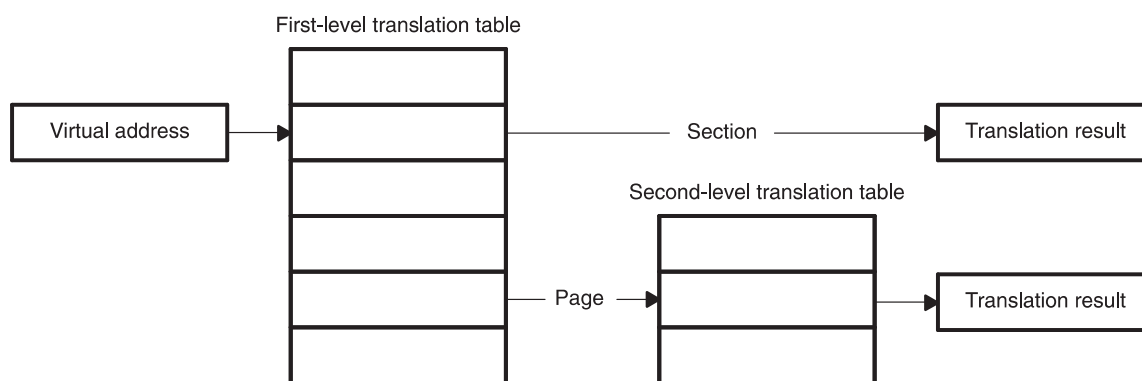 First-level translation table
Virtual address
Section
Translation result
Second-level translation table
Page
Translation result